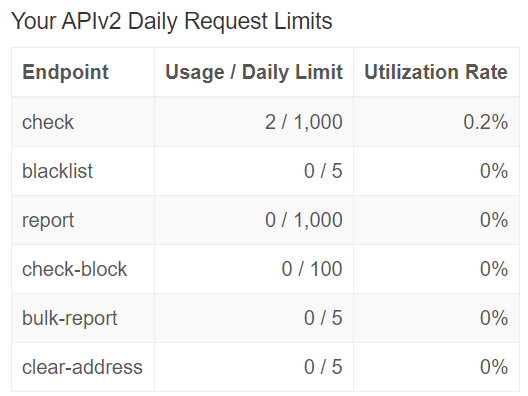 Your APIv2 Daily Request Limits
Endpoint Usage / Daily Limit Utilization Rate
check 2 / 1,000 0.2%
blacklist 0 / 5 0%
report 0 / 1,000 0%
check-block 0 / 100 0%
bulk-report 0 / 5 0%
clear-address 0 / 5 0%